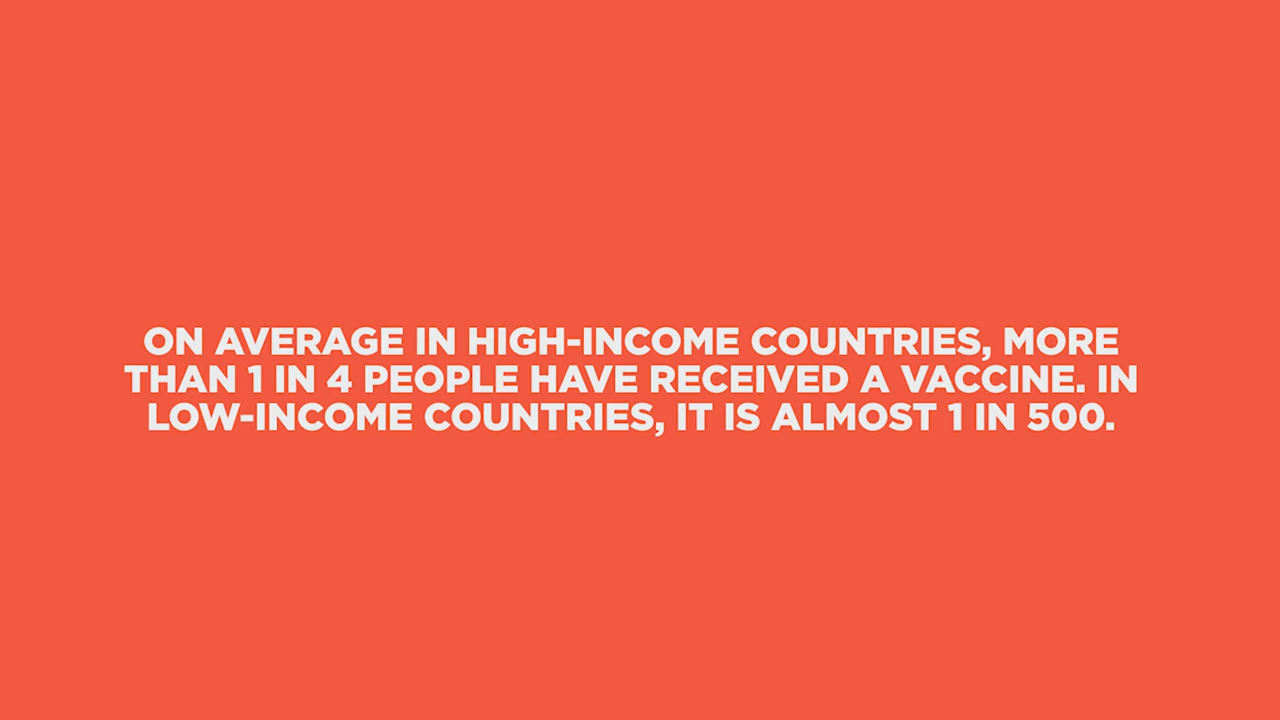 ON AVERAGE IN HIGH-INCOME COUNTRIES, MORE
THAN 1 IN 4 PEOPLE HAVE RECEIVED A VACCINE. IN
LOW-INCOME COUNTRIES, IT IS ALMOST 1 IN 500.